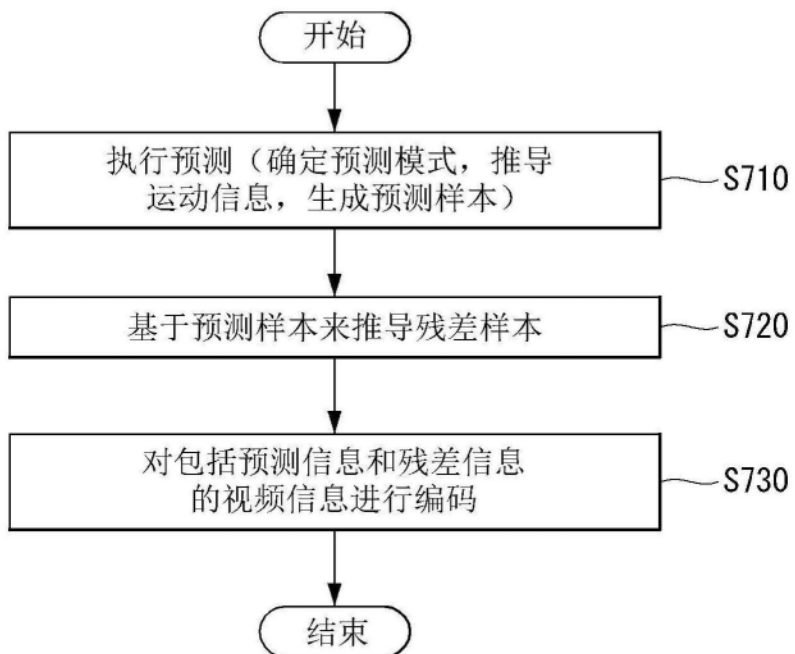 开始
执行预测（确定预测模式，推导
运动信息，生成预测样本）
S710
基于预测样本来推导残差样本
S720
对包括预测信息和残差信息
的视频信息进行编码
S730
结束